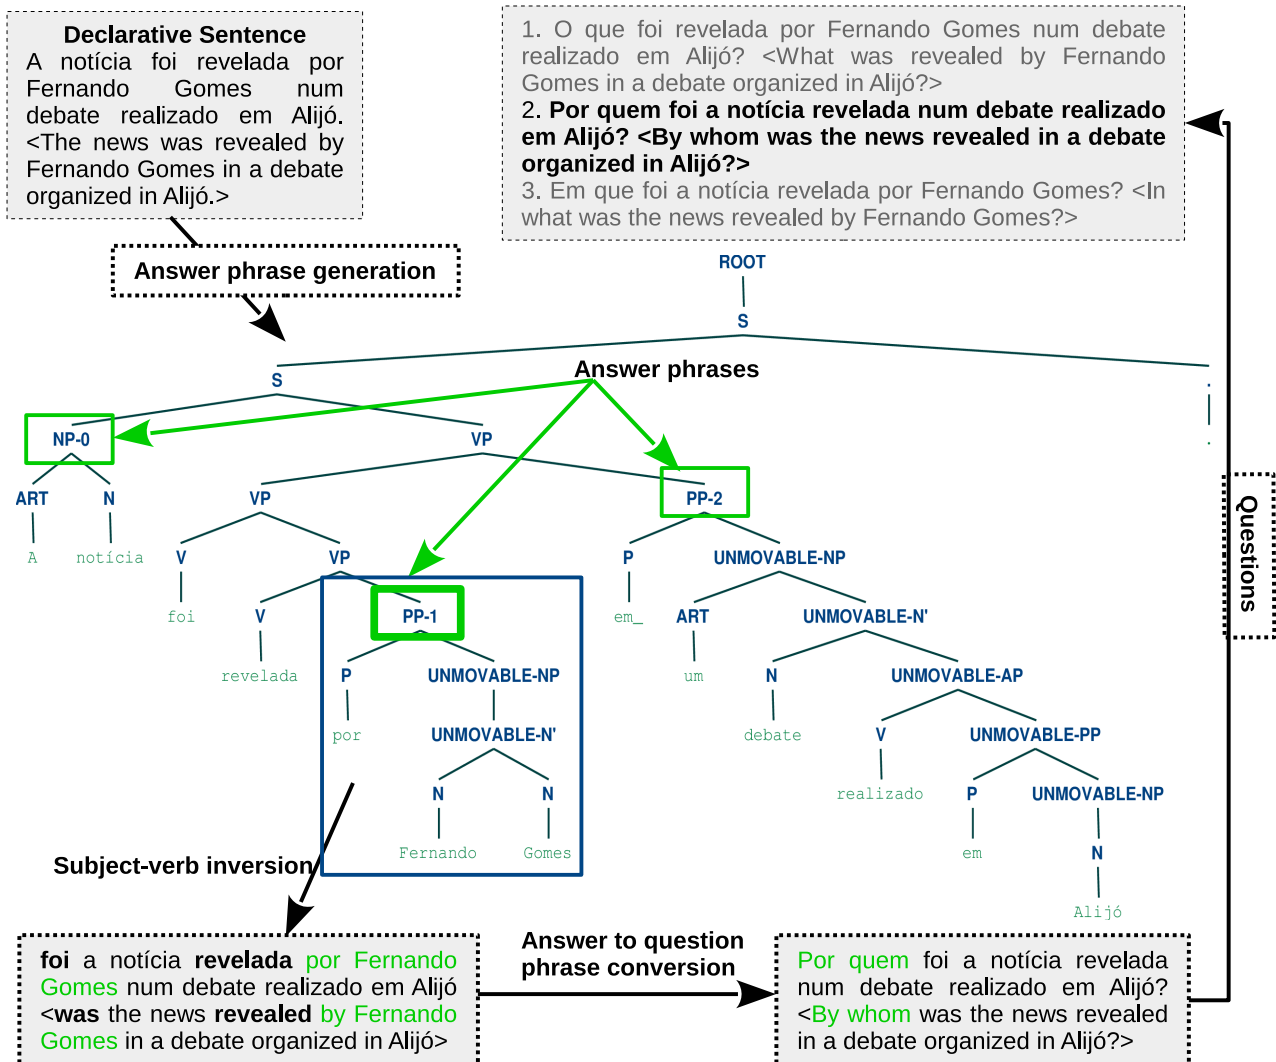 Declarative Sentence
A notícia foi revelada por
Fernando Gomes num
debate realizado em Alijó.
<The news was revealed by
Fernando Gomes in a debate
organized in Alijó.>
1. O que foi revelada por Fernando Gomes num debate
realizado em Alijó? <What was revealed by Fernando
Gomes in a debate organized in Alijó?>
2. Por quem foi a notícia revelada num debate realizado
em Alijó? <By whom was the news revealed in a debate
organized in Alijó?>
3. Em que foi a notícia revelada por Fernando Gomes? <In
what was the news revealed by Fernando Gomes?>
Answer phrase generation
ROOT
S
Answer phrases
S
.
NP-0
VP
.
ART
N
VP
PP-2
A
notícia
V
VP
P
UNMOVABLE-NP
foi
V
PP-1
em_
ART
UNMOVABLE-N'
revelada
P
UNMOVABLE-NP
um
N
UNMOVABLE-AP
por
UNMOVABLE-N'
debate
V
UNMOVABLE-PP
N
N
realizado
P
UNMOVABLE-NP
Fernando
Gomes
em
N
Alijó
Questions
Subject-verb inversion
foi a notícia revelada por Fernando
Gomes num debate realizado em Alijó
<was the news revealed by Fernando
Gomes in a debate organized in Alijó>
Answer to question
phrase conversion
Por quem foi a notícia revelada
num debate realizado em Alijó?
<By whom was the news revealed
in a debate organized in Alijó?>